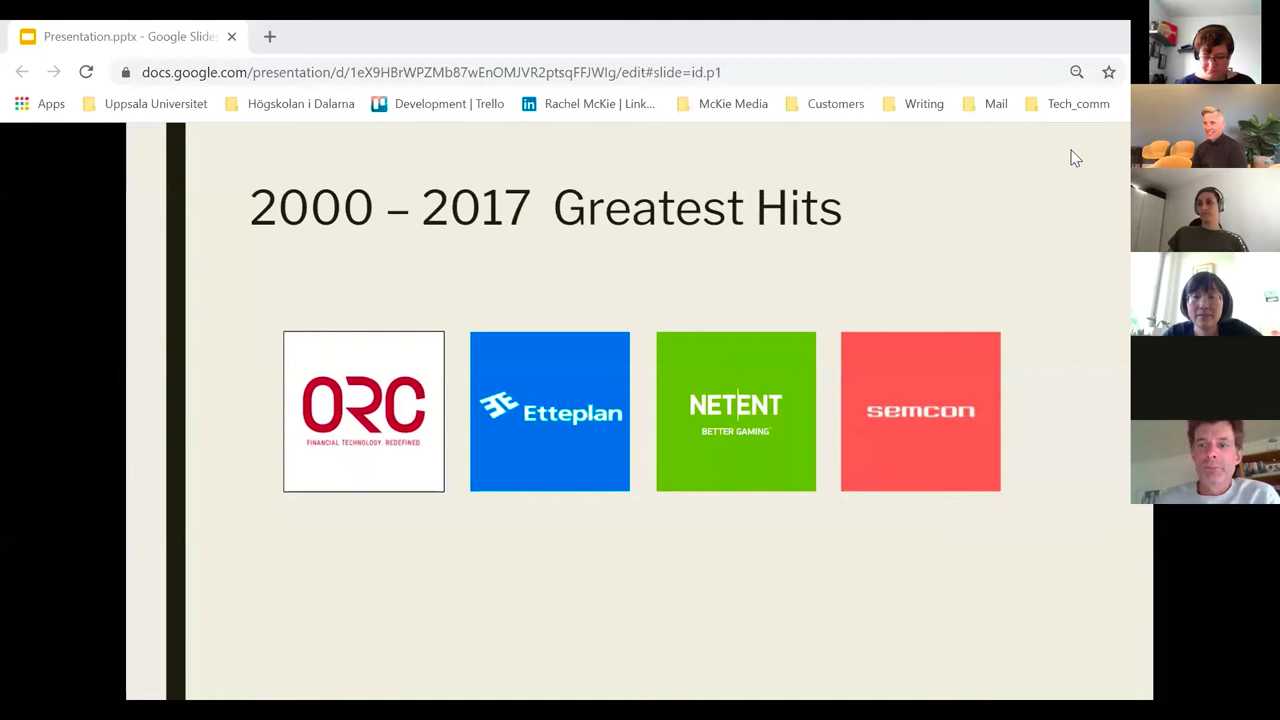 Presentation.pptx - Google Slide
docs.google.com/presentation/d/1eX9HBrWPZMb87wEnOMJVR2ptsqFFJWIg/edit#slide=id.p1
Apps Uppsala Universitet Högskolan i Dalarna Development | Trello Rachel McKie | Link... McKie Media Customers Writing Mail Tech_comm
2000 – 2017 Greatest Hits
ORC
FINANCIAL TECHNOLOGY REDEFINED
Etteplan
NETENT
BETTER GAMING
semcon